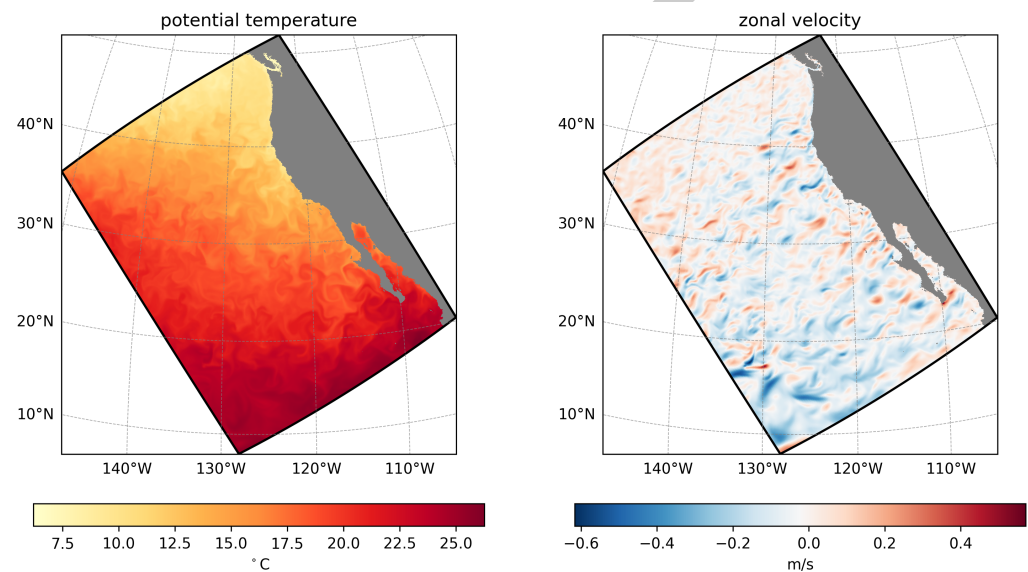 potential temperature
zonal velocity
40°N
30°N
20°N
10°N
140°W 130°W 120°W 110°W
40°N
30°N
20°N
10°N
140°W 130°W 120°W 110°W
7.5 10.0 12.5 15.0 17.5 20.0 22.5 25.0
°C
−0.6 −0.4 −0.2 0.0 0.2 0.4
m/s